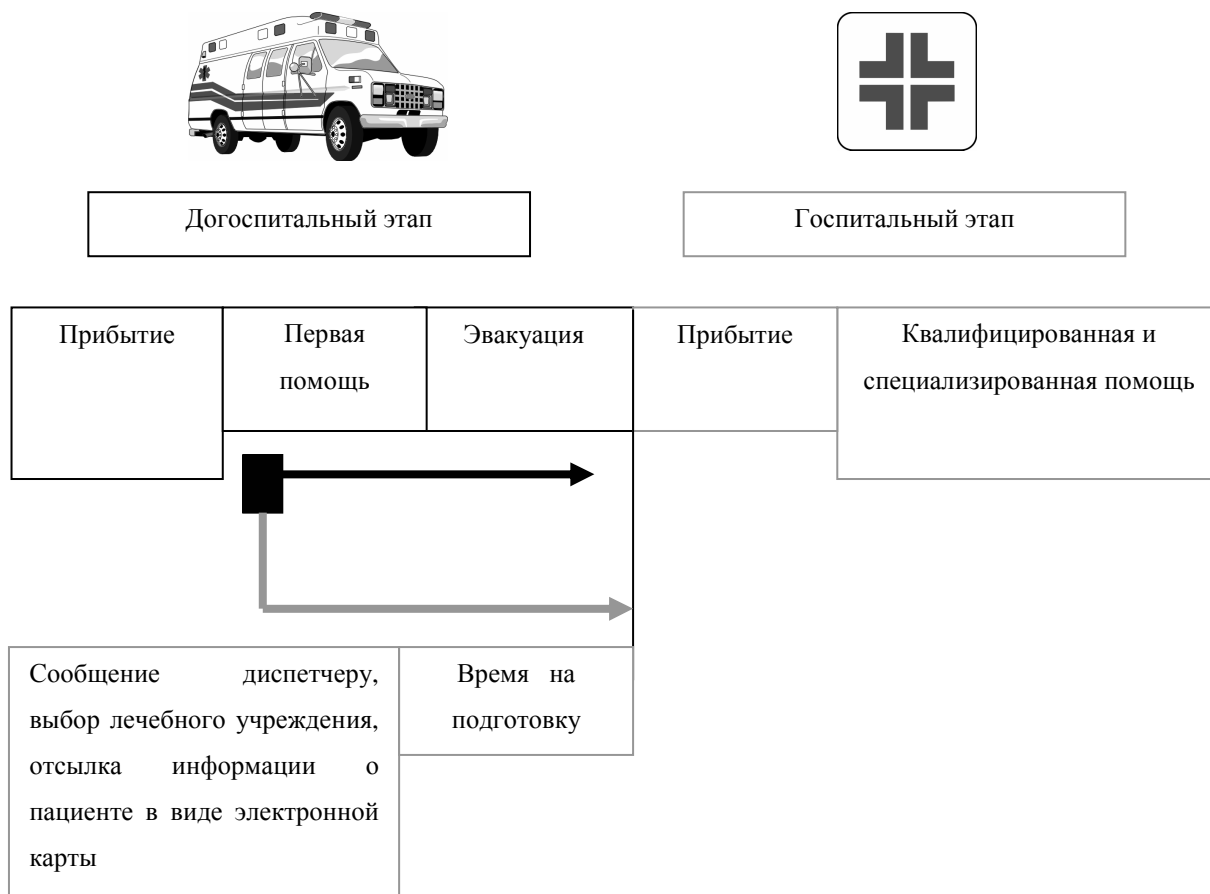 Догоспитальный этап
Госпитальный этап
Прибытие
Первая
помощь
Эвакуация
Прибытие
Квалифицированная и
специализированная помощь
Сообщение диспетчеру,
выбор лечебного учреждения,
отсылка информации о
пациенте в виде электронной
карты
Время на
подготовку